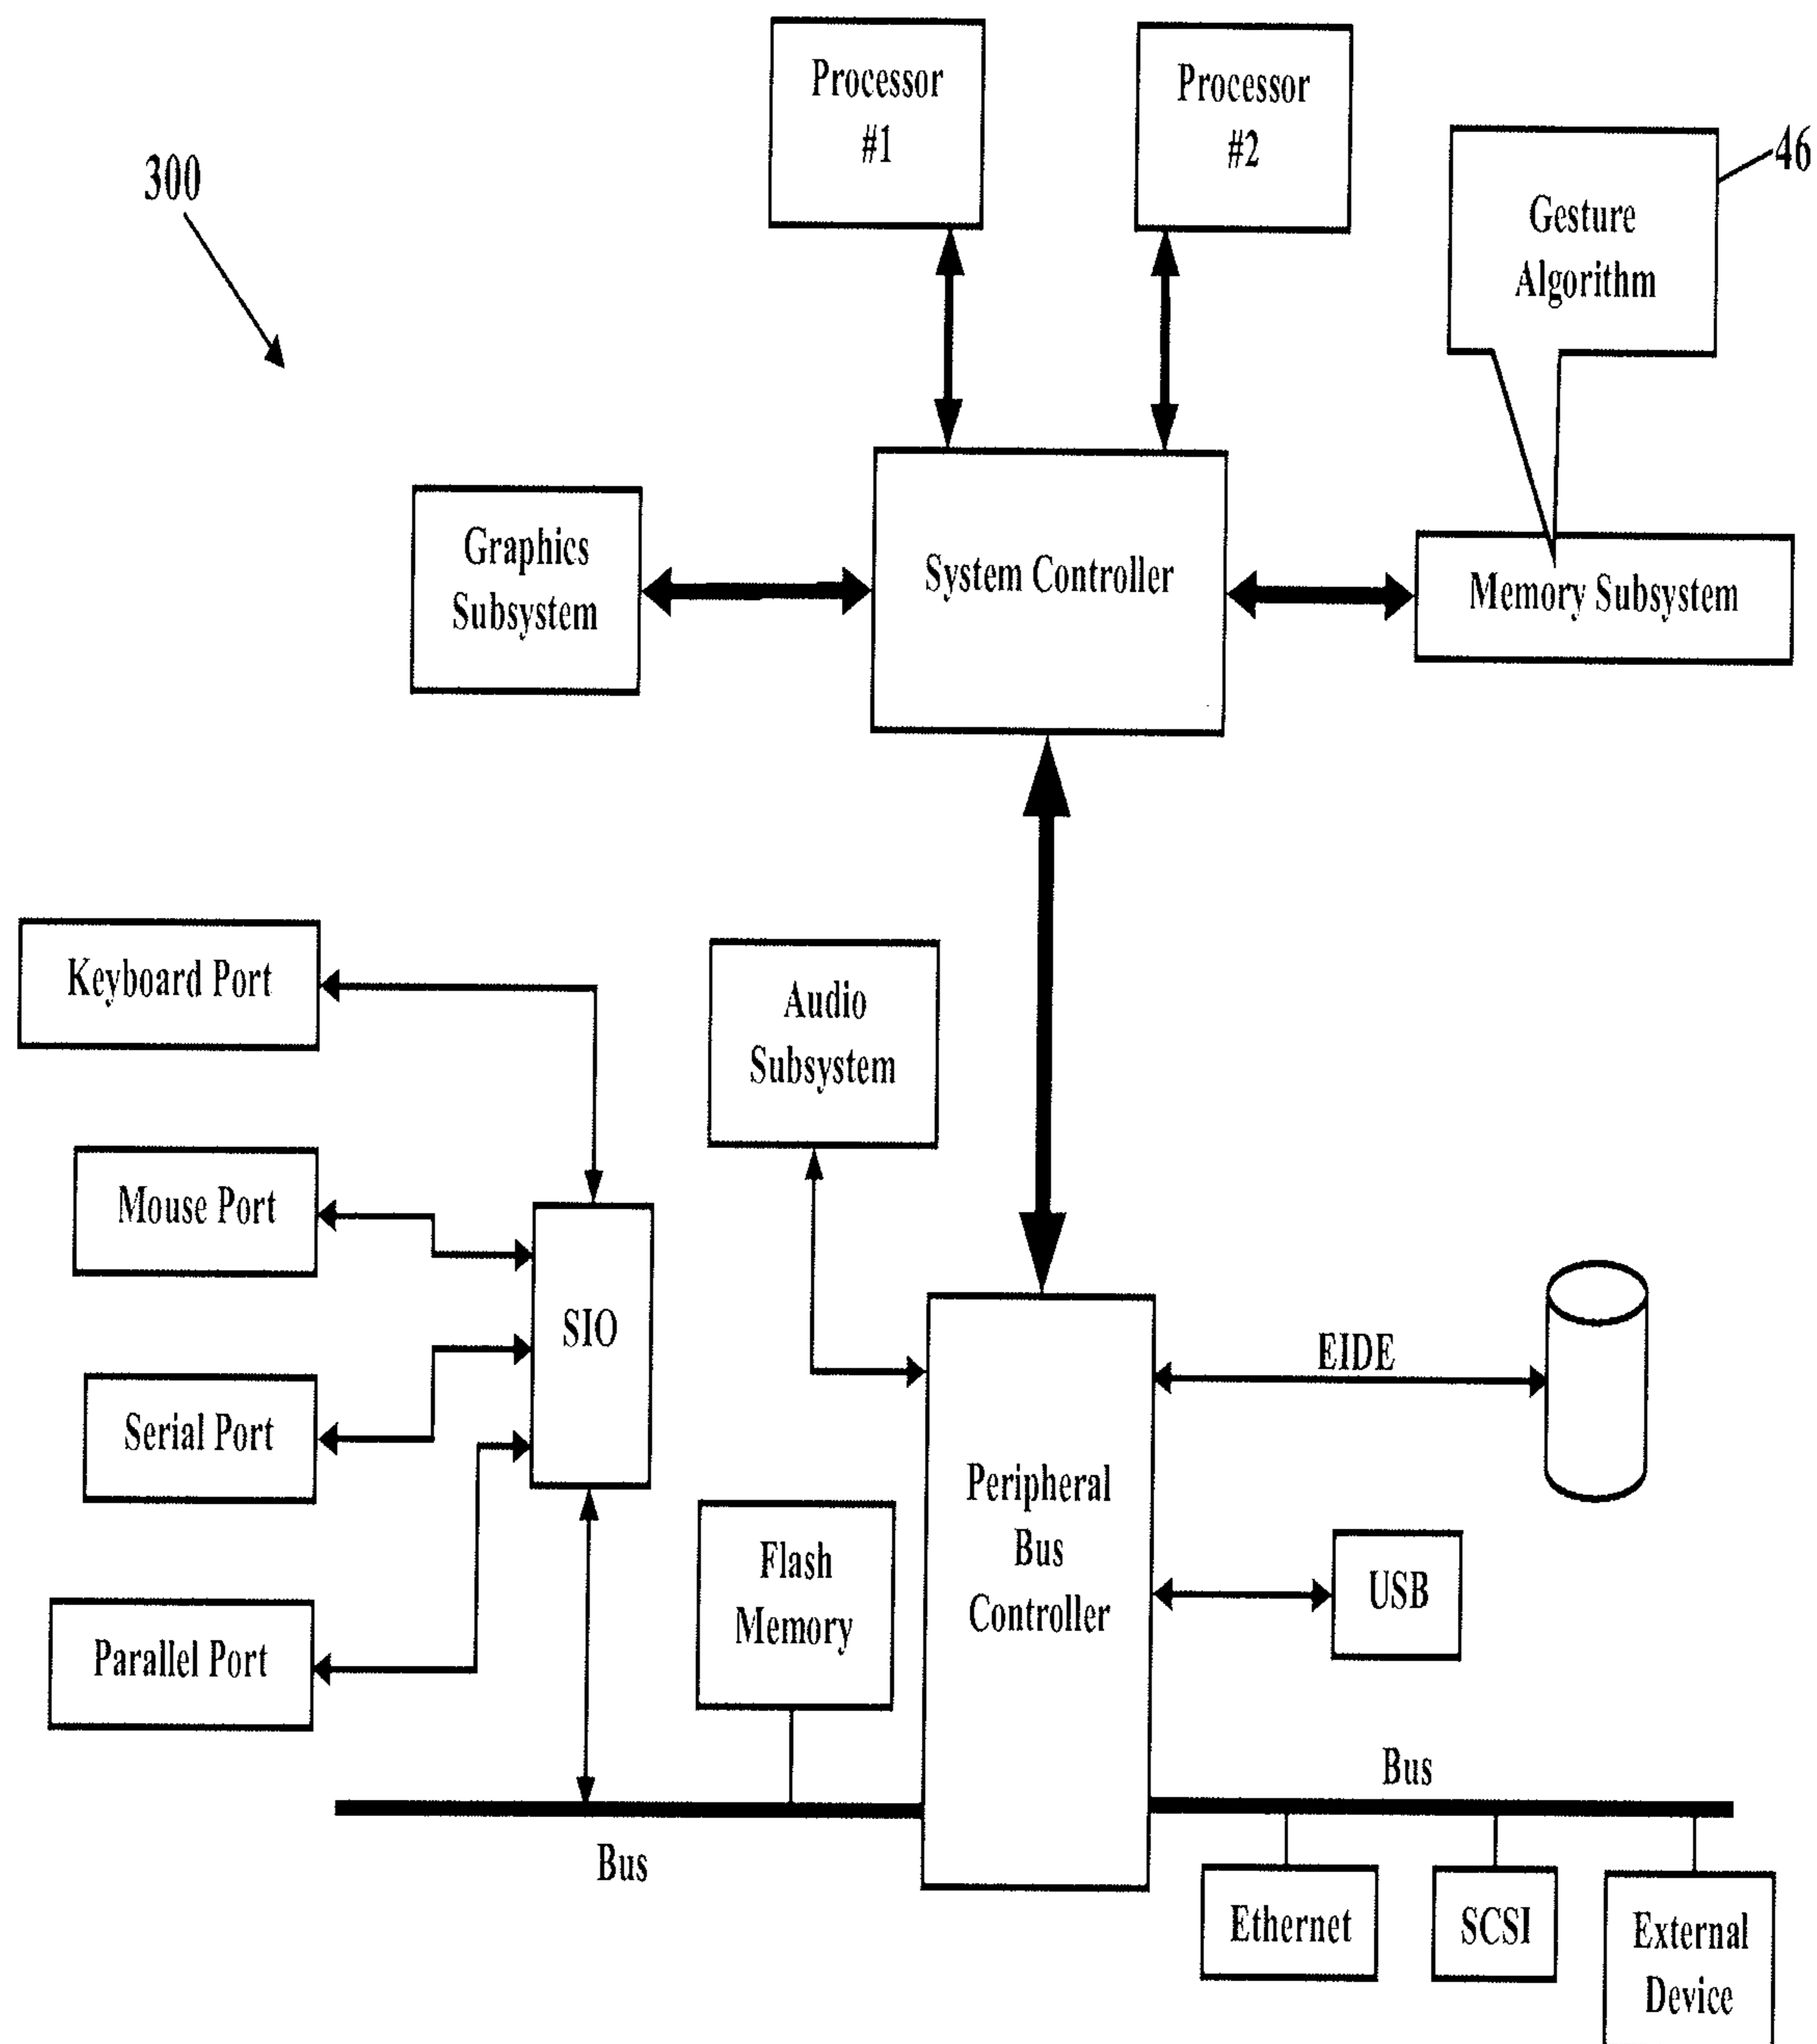 Processor
#1
Processor
#2
46
300
Gesture
Algorithm
Graphics
Subsystem
System Controller
Memory Subsystem
Keyboard Port
Audio
Subsystem
Mouse Port
SIO
EIDE
Serial Port
Peripheral
Bus
Controller
Flash
Memory
USB
Parallel Port
Bus
Bus
Ethernet
SCSI
External
Device